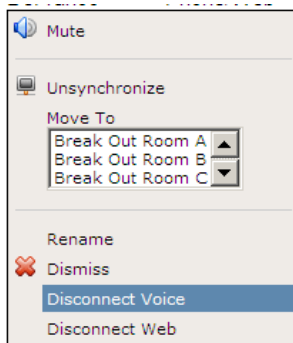 Mute
Unsynchronize
Move To
Break Out Room A
Break Out Room B
Break Out Room C
Rename
Dismiss
Disconnect Voice
Disconnect Web